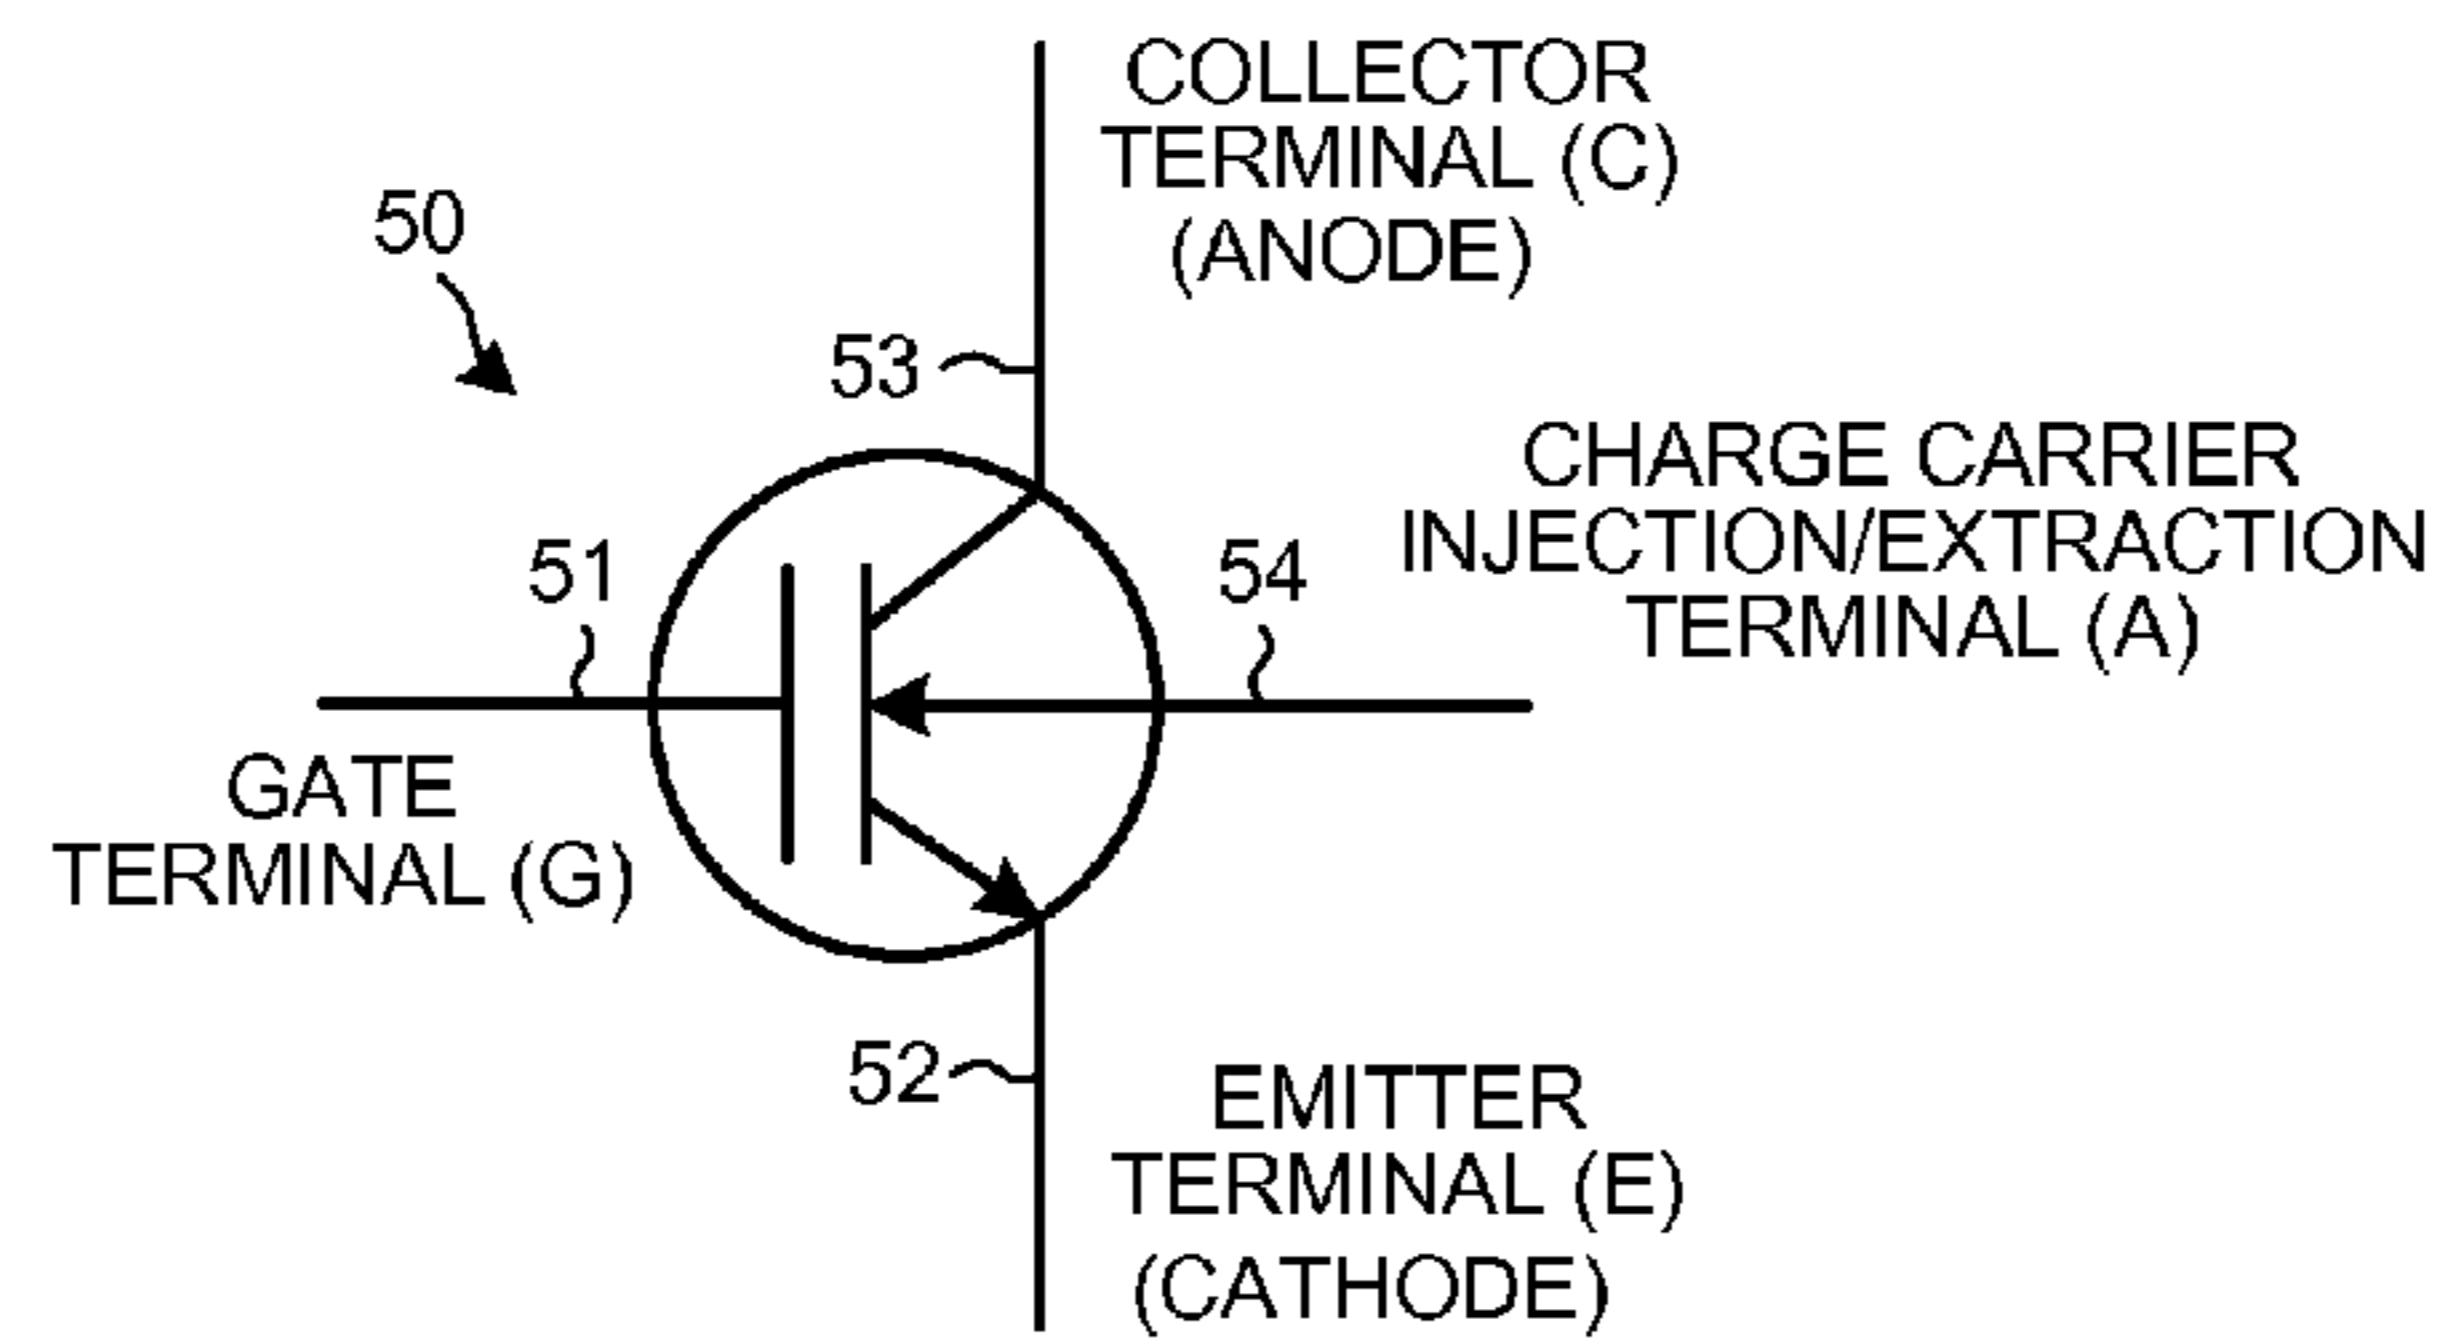 COLLECTOR
TERMINAL (C)
(ANODE)
50
53
CHARGE CARRIER
INJECTION/EXTRACTION
TERMINAL (A)
51
54
GATE
TERMINAL (G)
52
EMITTER
TERMINAL (E)
(CATHODE)